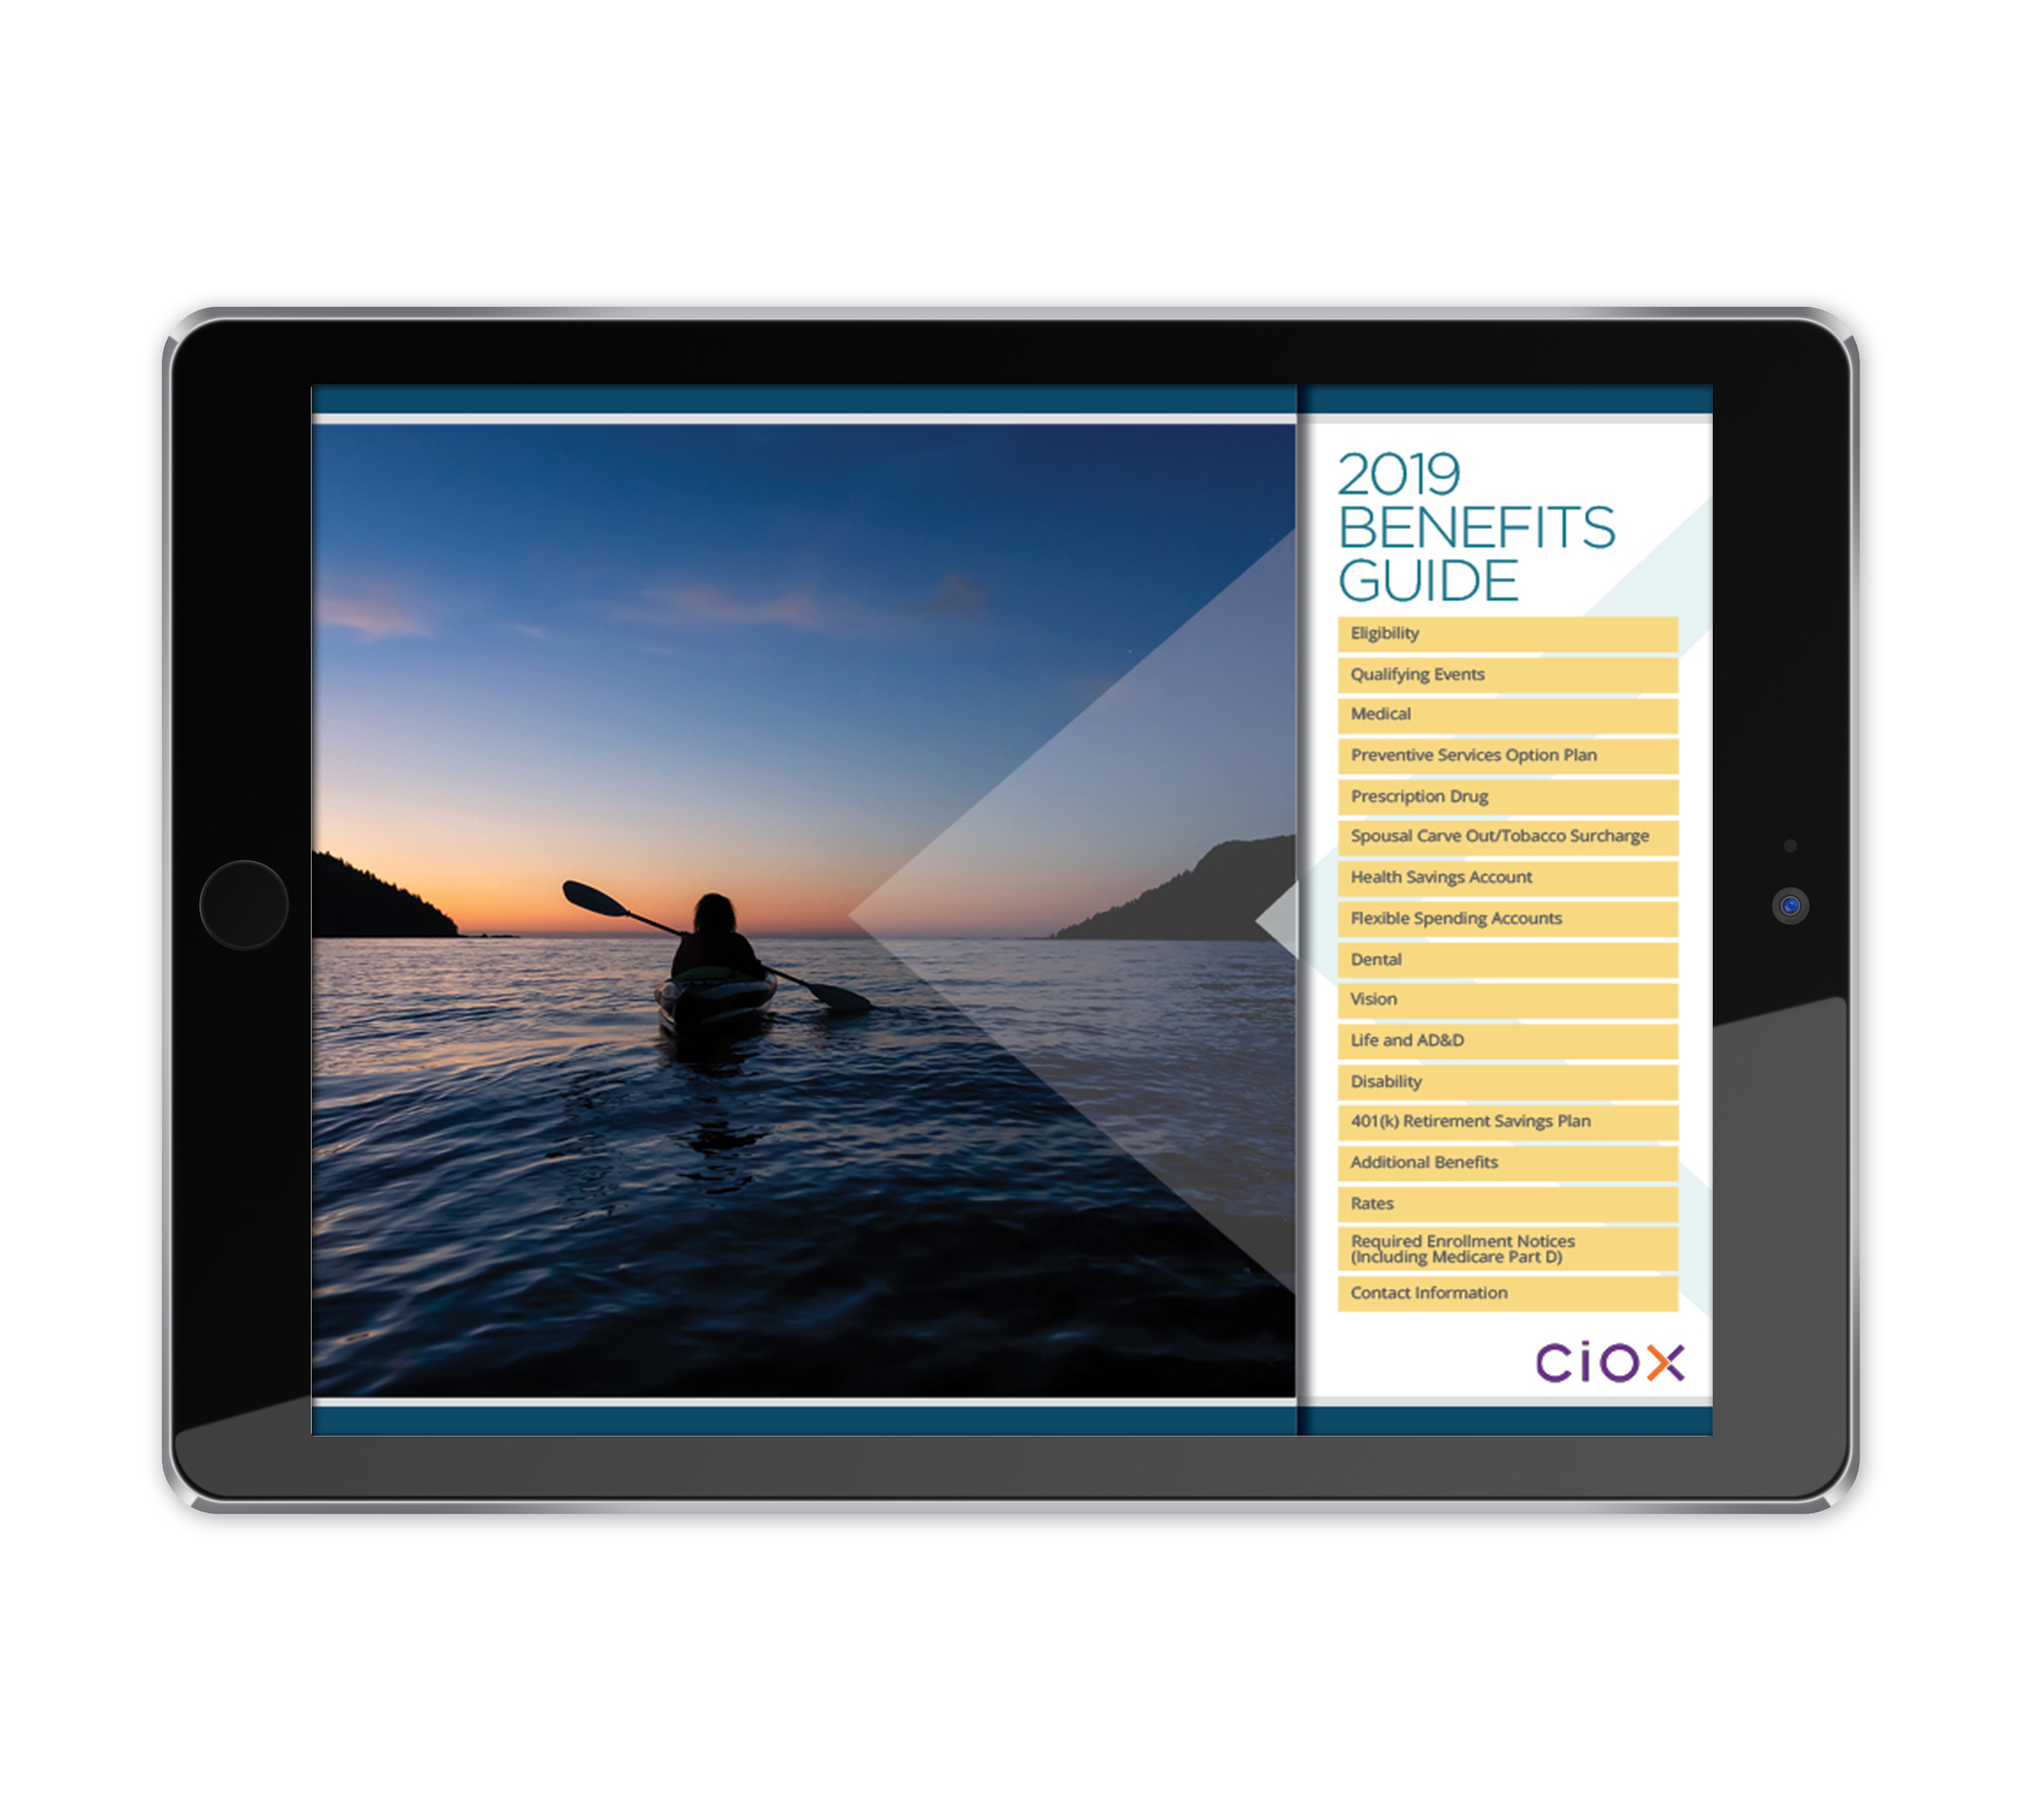 2019
BENEFITS
GUIDE
Eligibility
Qualifying Events
Medical
Preventive Services Option Plan
Prescription Drug
Spousal Carve Out/Tobacco Surcharge
Health Savings Account
Flexible Spending Accounts
Dental
Vision
Life and AD&D
Disability
401(k) Retirement Savings Plan
Additional Benefits
Rates
Required Enrollment Notices
(Including Medicare Part D)
Contact Information
ciox